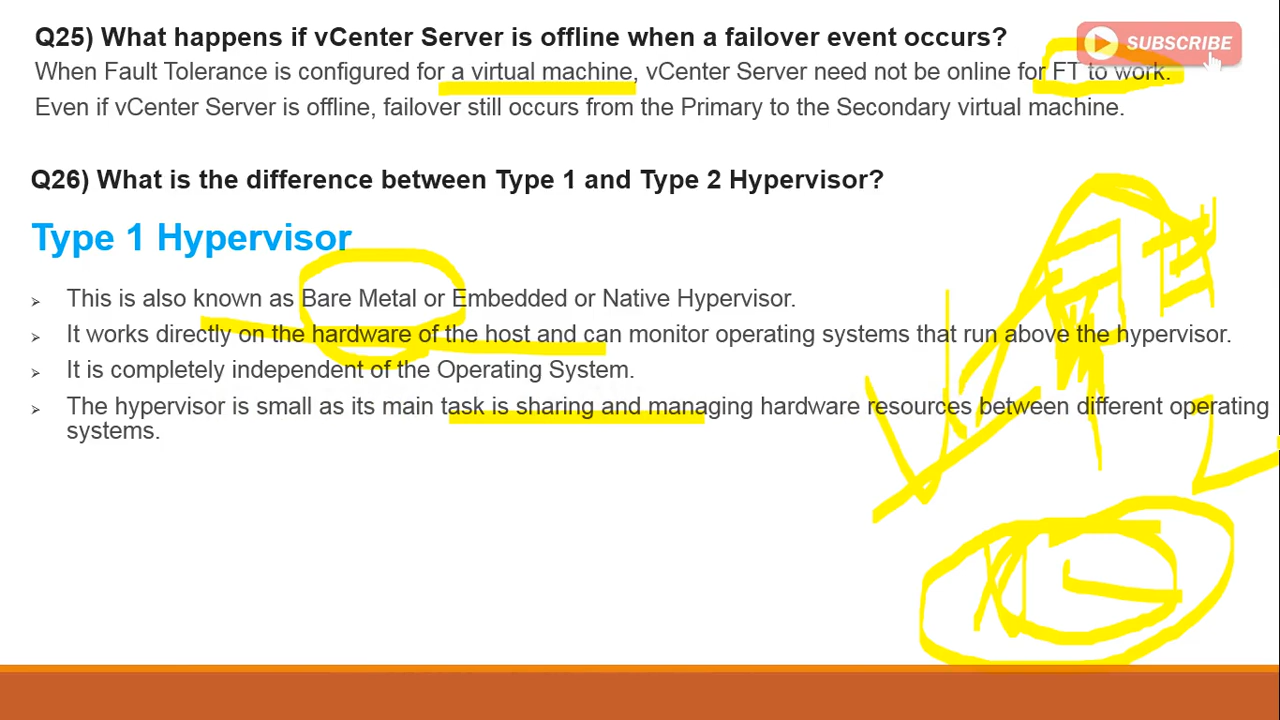 Q25) What happens if vCenter Server is offline when a failover event occurs?
SUBSCRIBE
When Fault Tolerance is configured for a virtual machine, vCenter Server need not be online for FT to work.
Even if vCenter Server is offline, failover still occurs from the Primary to the Secondary virtual machine.
Q26) What is the difference between Type 1 and Type 2 Hypervisor?
Type 1 Hypervisor
This is also known as Bare Metal or Embedded or Native Hypervisor.
It works directly on the hardware of the host and can monitor operating systems that run above the hypervisor.
It is completely independent of the Operating System.
The hypervisor is small as its main task is sharing and managing hardware resources between different operating
systems.